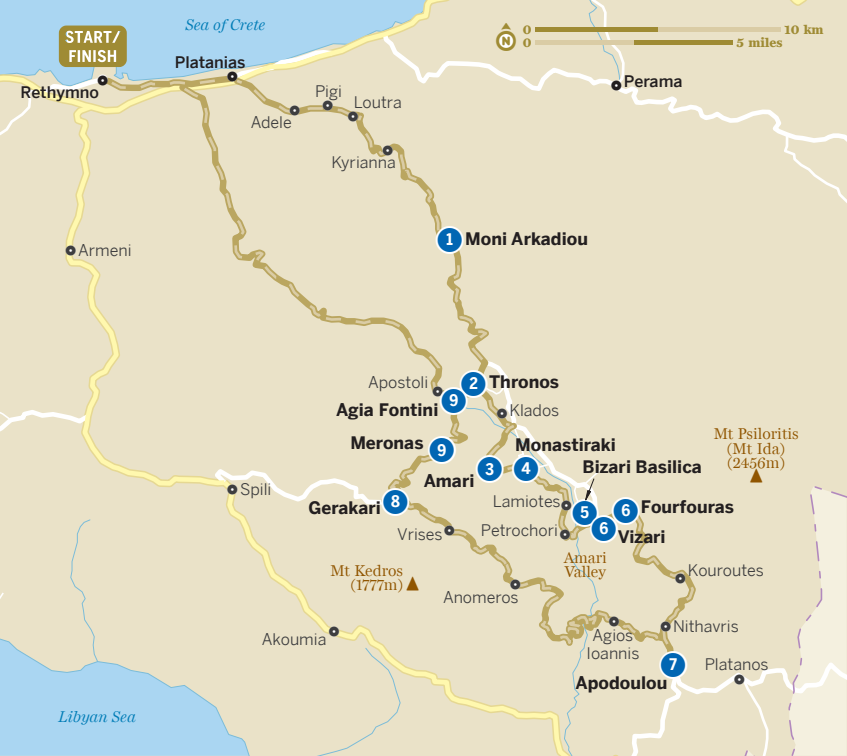 Sea of Crete
START/
FINISH
0 10 km
N
0 5 miles
Platanias
Rethymno
Perama
Pigi
Loutra
Adele
Kyrianna
1 Moni Arkadiou
Armeni
Apostoli
2 Thronos
9
Agia Fontini
Klados
Meronas 9
Monastiraki
Mt Psiloritis
(Mt Ida)
(2456m)
Bizari Basilica
Amari 3
4
Spili
Gerakari 8
Lamiotes
5
6 Fourfouras
Vrises
Petrochori
6 Vizari
Amari
Valley
Mt Kedros
(1777m)
Kouroutes
Anomeros
Nithavris
Akoumia
Agios
Ioannis
7
Apodoulou
Platanos
Libyan Sea